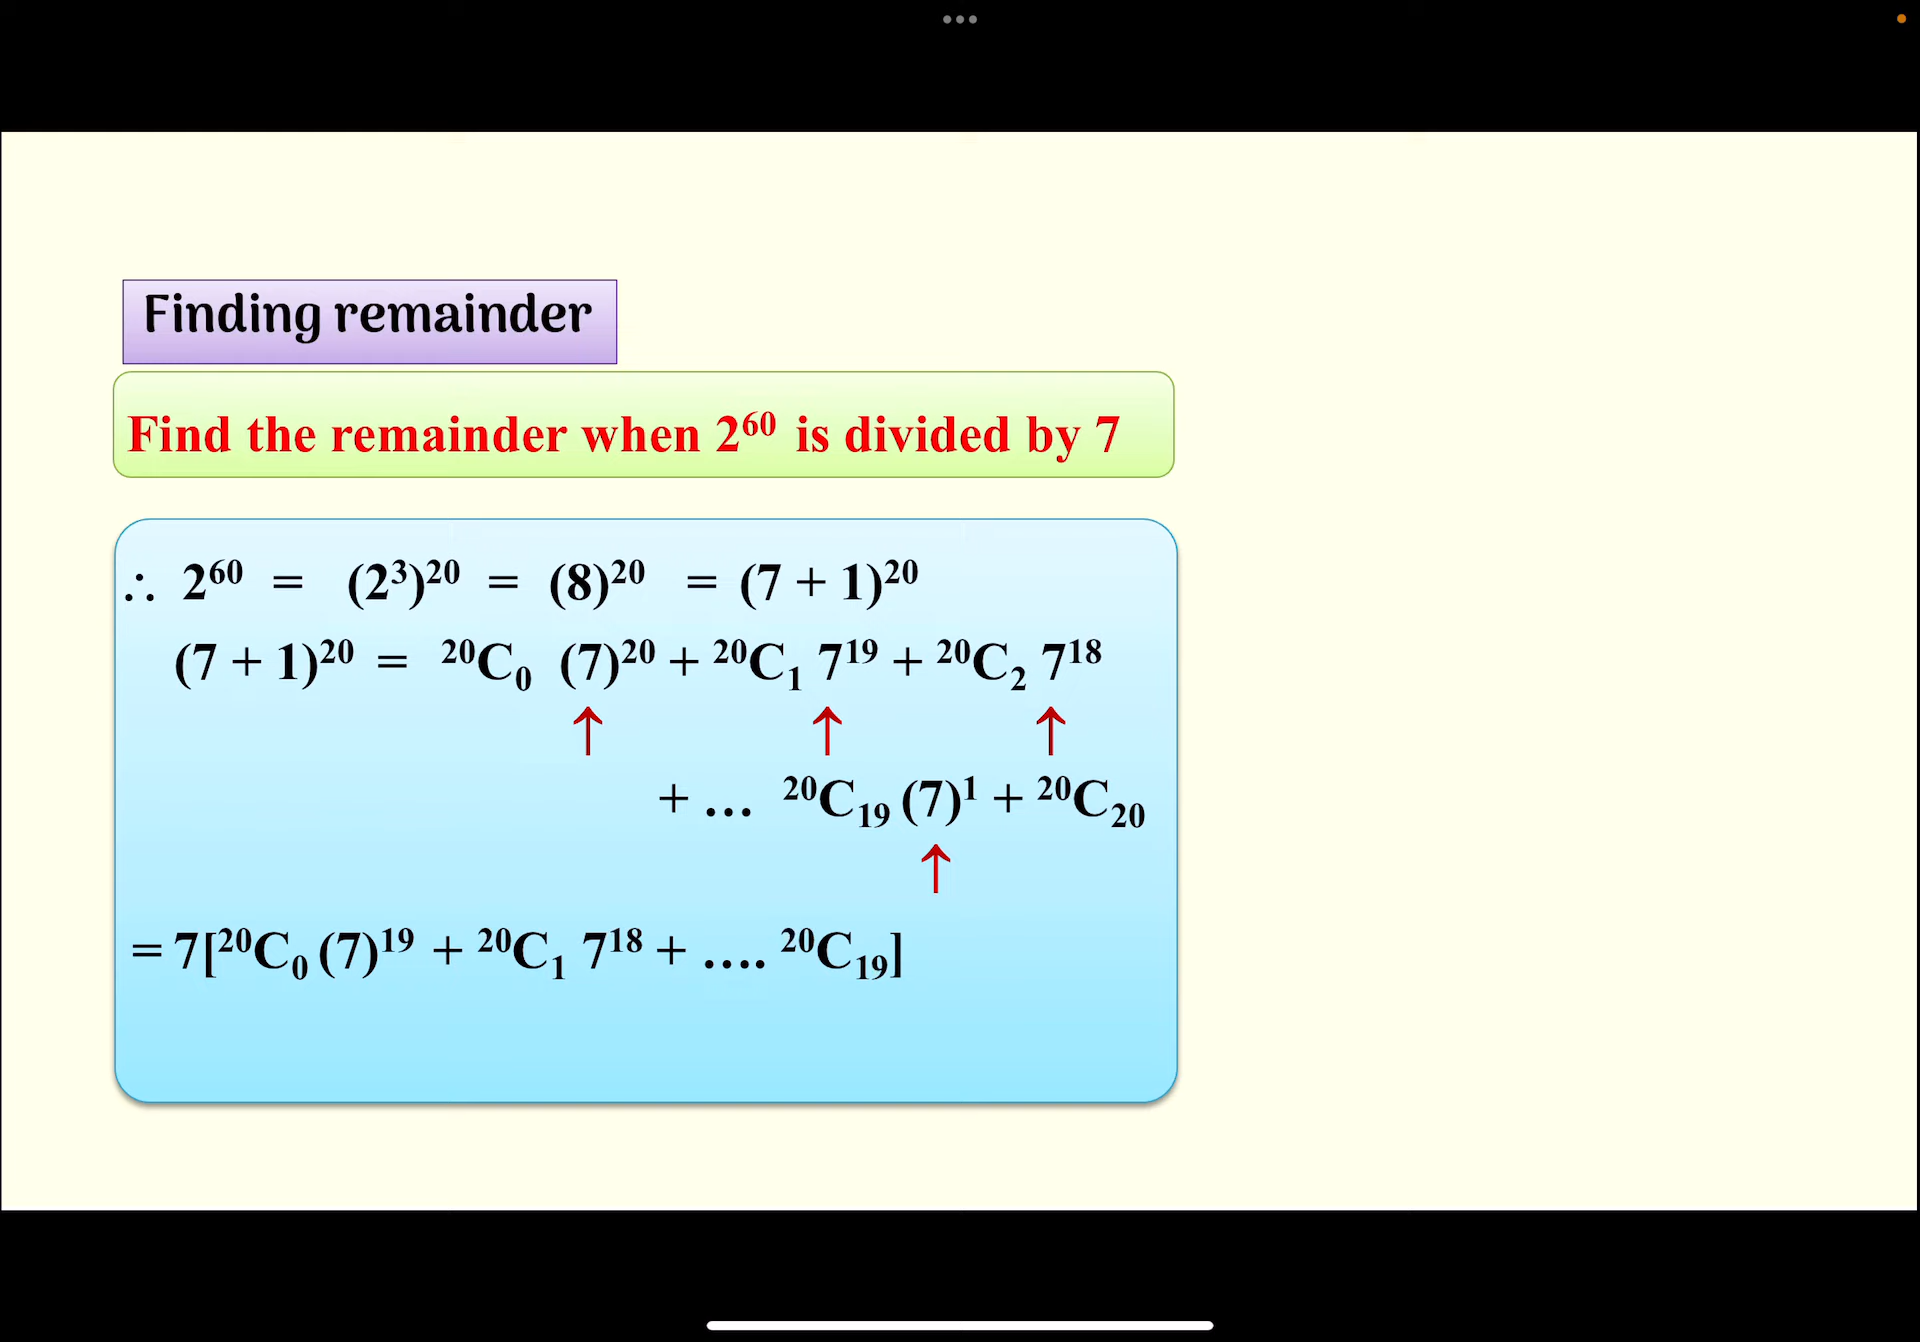 Finding remainder
Find the remainder when 2⁶⁰ is divided by 7
∴ 2⁶⁰ = (2³)²⁰ = (8)²⁰ = (7 + 1)²⁰
(7 + 1)²⁰ = ²⁰C₀ (7)²⁰ + ²⁰C₁ 7¹⁹ + ²⁰C₂ 7¹⁸
↑ ↑ ↑
+ … ²⁰C₁₉ (7)¹ + ²⁰C₂₀
↑
= 7[²⁰C₀ (7)¹⁹ + ²⁰C₁ 7¹⁸ + …. ²⁰C₁₉]